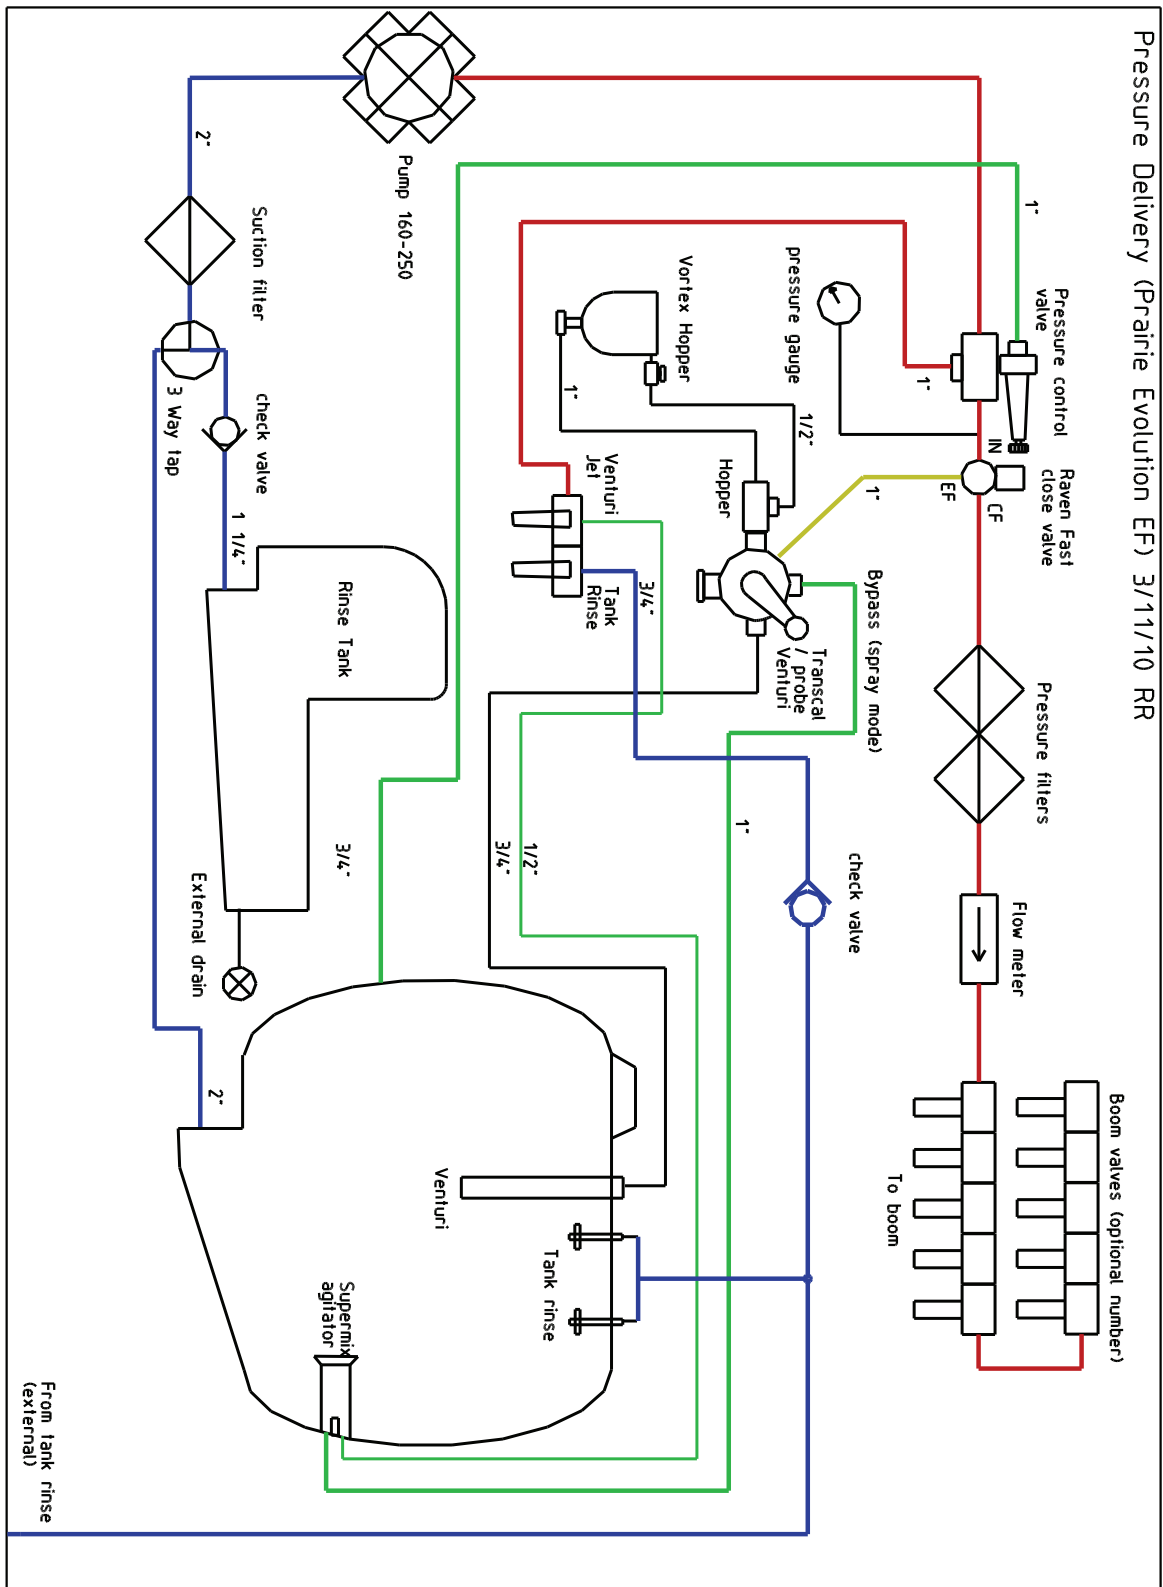 Pressure Delivery (Prairie Evolution EF) 3/11/10 RR
1"
Pressure control
valve
IN
Raven Fast
close valve
CF
EF
Pressure filters
Flow meter
Boom valves (optional number)
To boom
1"
pressure gauge
Vortex Hopper
1"
1/2"
Hopper
1"
Bypass (spray mode)
Transcal
/ probe
Venturi
Venturi
Jet
Tank
Rinse
3/4"
1"
check valve
1/2"
3/4"
Pump 160-250
2"
Suction filter
3 Way tap
check valve
1 1/4"
Rinse Tank
3/4"
External drain
2"
Venturi
Tank rinse
Supermix
agitator
From tank rinse
(external)